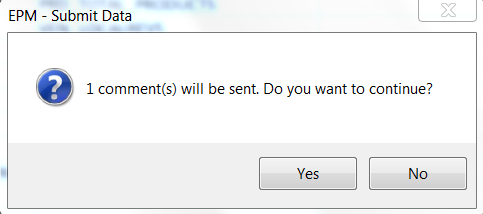 EPM - Submit Data
1 comment(s) will be sent. Do you want to continue?
Yes
No